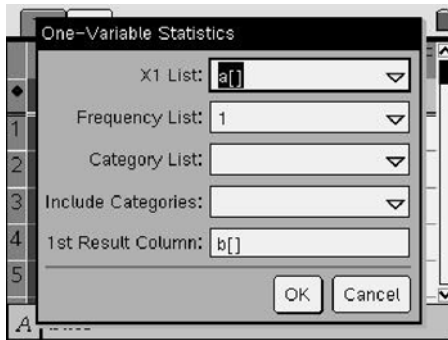 One-Variable Statistics
X1 List: a[]
Frequency List: 1
Category List:
Include Categories:
1st Result Column: b[]
OK Cancel
1
2
3
4
5
A